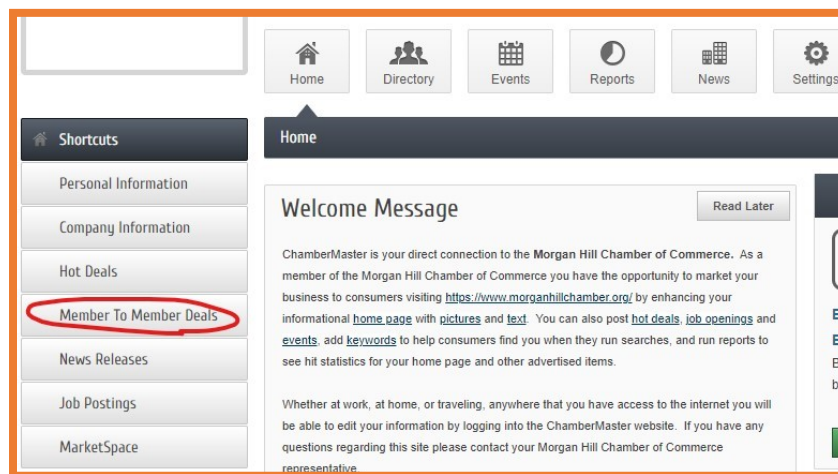 Home
Directory
Events
Reports
News
Settings
Shortcuts
Personal Information
Company Information
Hot Deals
Member To Member Deals
News Releases
Job Postings
MarketSpace
Home
Welcome Message
Read Later
ChamberMaster is your direct connection to the Morgan Hill Chamber of Commerce. As a
member of the Morgan Hill Chamber of Commerce you have the opportunity to market your
business to consumers visiting https://www.morganhillchamber.org/ by enhancing your
informational home page with pictures and text. You can also post hot deals, job openings and
events, add keywords to help consumers find you when they run searches, and run reports to
see hit statistics for your home page and other advertised items.
Whether at work, at home, or traveling, anywhere that you have access to the internet you will
be able to edit your information by logging into the ChamberMaster website. If you have any
questions regarding this site please contact your Morgan Hill Chamber of Commerce
representative.